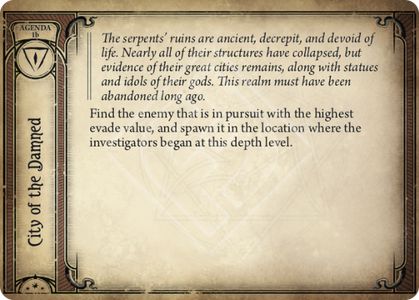 AGENDA
1b
City of the Damned
The serpents' ruins are ancient, decrepit, and devoid of
life. Nearly all of their structures have collapsed, but
evidence of their great cities remains, along with statues
and idols of their gods. This realm must have been
abandoned long ago.
Find the enemy that is in pursuit with the highest
evade value, and spawn it in the location where the
investigators began at this depth level.